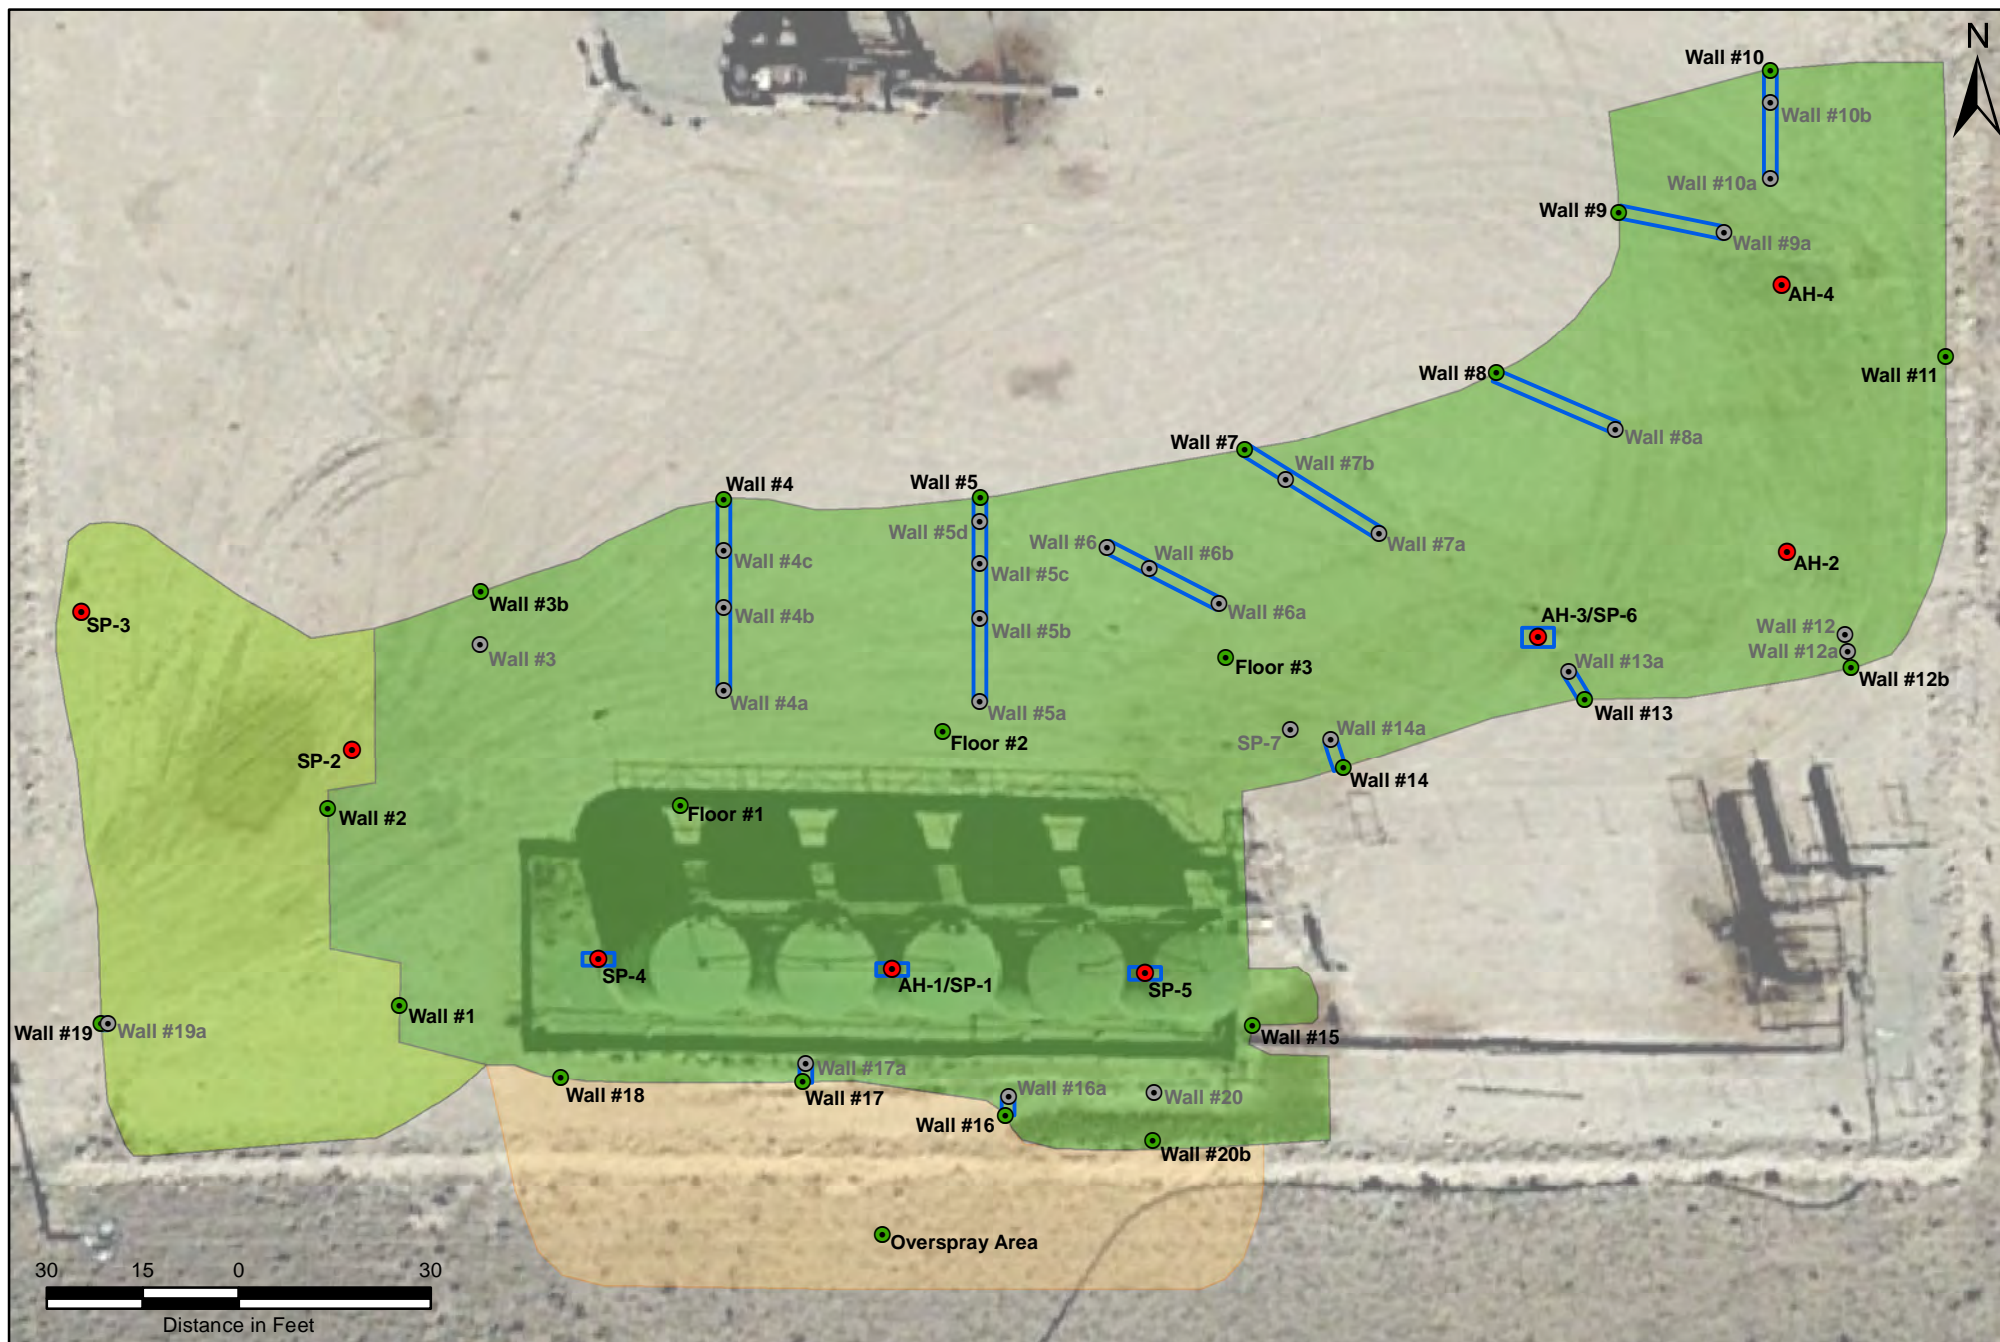 N
Wall #10
Wall #10b
Wall #10a
Wall #9
Wall #9a
AH-4
Wall #11
Wall #8
Wall #8a
Wall #7
Wall #7b
Wall #7a
Wall #4
Wall #5
Wall #5d
Wall #4c
Wall #5c
Wall #6
Wall #6b
Wall #6a
AH-2
Wall #3b
Wall #4b
Wall #5b
AH-3/SP-6
SP-3
Wall #12
Wall #12a
Wall #12b
Wall #3
Floor #3
Wall #13a
Wall #4a
Wall #5a
Wall #13
SP-7
Wall #14a
Floor #2
SP-2
Wall #14
Wall #2
Floor #1
SP-4
AH-1/SP-1
SP-5
Wall #1
Wall #19
Wall #19a
Wall #15
Wall #17a
Wall #18
Wall #17
Wall #16a
Wall #20
Wall #16
Wall #20b
Overspray Area
30 15 0 30
Distance in Feet